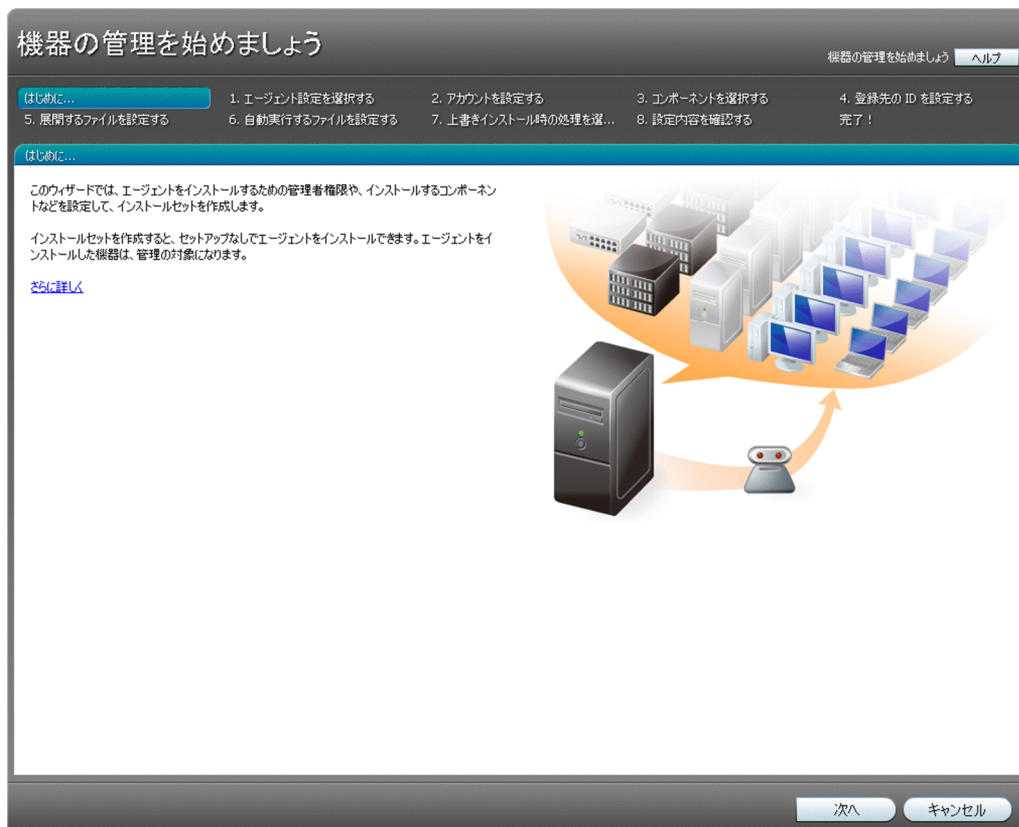 機器の管理を始めましょう
機器の管理を始めましょう ヘルプ
はじめに... 1. エージェント設定を選択する 2. アカウントを設定する 3. コンポーネントを選択する 4. 登録先の ID を設定する
5. 展開するファイルを設定する 6. 自動実行するファイルを設定する 7. 上書きインストール時の処理を選... 8. 設定内容を確認する 完了！
はじめに...
このウィザードでは、エージェントをインストールするための管理者権限や、インストールするコンポーネン
トなどを設定して、インストールセットを作成します。
インストールセットを作成すると、セットアップなしでエージェントをインストールできます。エージェントをイ
ンストールした機器は、管理の対象になります。
さらに詳しく
次へ キャンセル